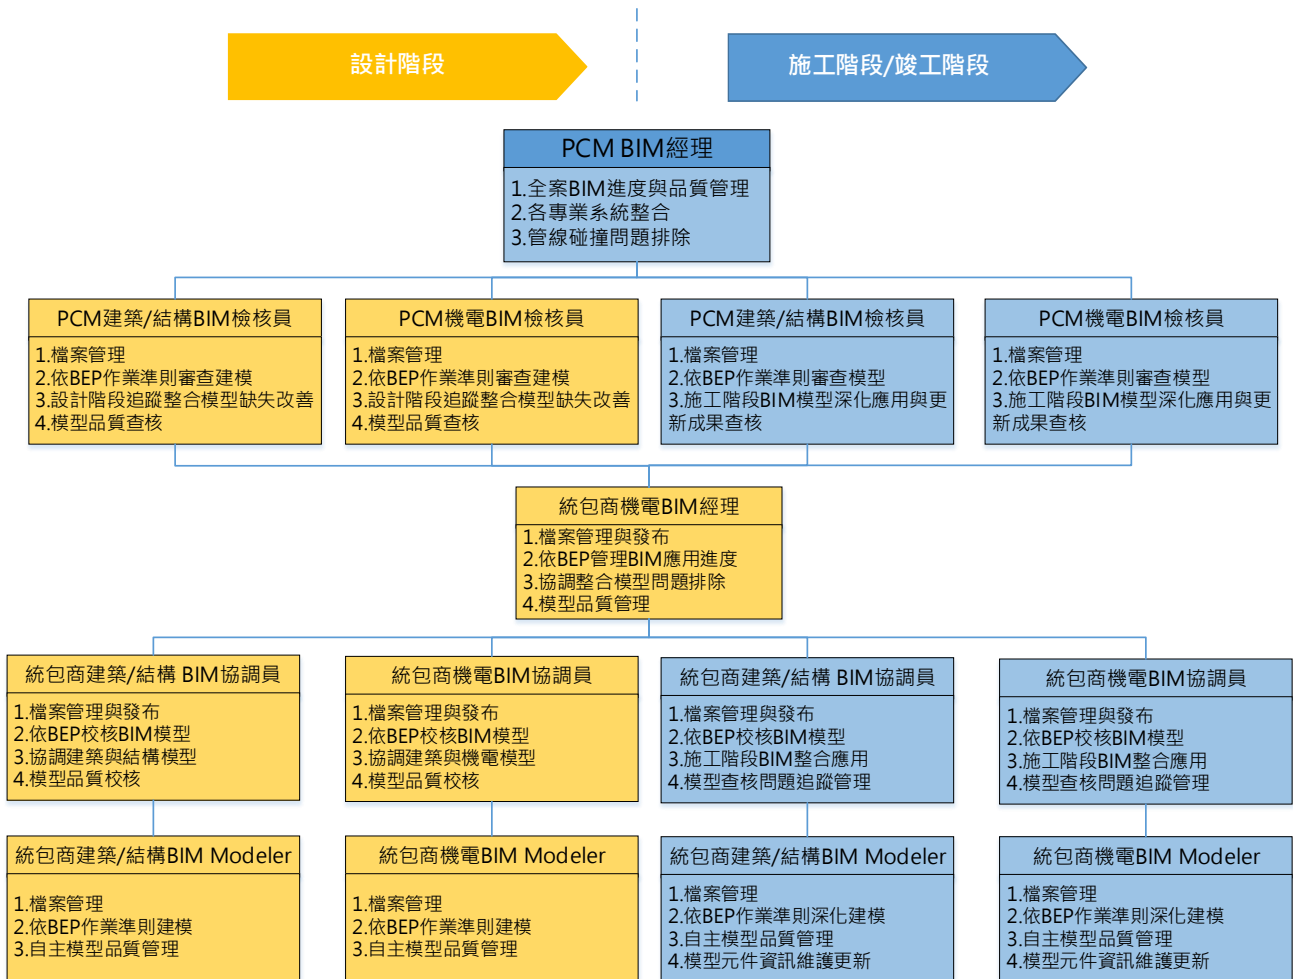 設計階段
施工階段/竣工階段
PCM BIM經理
1.全案BIM進度與品質管理
2.各專業系統整合
3.管線碰撞問題排除
PCM建築/結構BIM檢核員
1.檔案管理
2.依BEP作業準則審查建模
3.設計階段追蹤整合模型缺失改善
4.模型品質查核
PCM機電BIM檢核員
1.檔案管理
2.依BEP作業準則審查建模
3.設計階段追蹤整合模型缺失改善
4.模型品質查核
PCM建築/結構BIM檢核員
1.檔案管理
2.依BEP作業準則審查模型
3.施工階段BIM模型深化應用與更
新成果查核
PCM機電BIM檢核員
1.檔案管理
2.依BEP作業準則審查模型
3.施工階段BIM模型深化應用與更
新成果查核
統包商機電BIM經理
1.檔案管理與發布
2.依BEP管理BIM應用進度
3.協調整合模型問題排除
4.模型品質管理
統包商建築/結構 BIM協調員
1.檔案管理與發布
2.依BEP校核BIM模型
3.協調建築與結構模型
4.模型品質校核
統包商機電BIM協調員
1.檔案管理與發布
2.依BEP校核BIM模型
3.協調建築與機電模型
4.模型品質校核
統包商建築/結構 BIM協調員
1.檔案管理與發布
2.依BEP校核BIM模型
3.施工階段BIM整合應用
4.模型查核問題追蹤管理
統包商機電BIM協調員
1.檔案管理與發布
2.依BEP校核BIM模型
3.施工階段BIM整合應用
4.模型查核問題追蹤管理
統包商建築/結構BIM Modeler
1.檔案管理
2.依BEP作業準則建模
3.自主模型品質管理
統包商機電BIM Modeler
1.檔案管理
2.依BEP作業準則建模
3.自主模型品質管理
統包商建築/結構BIM Modeler
1.檔案管理
2.依BEP作業準則深化建模
3.自主模型品質管理
4.模型元件資訊維護更新
統包商機電BIM Modeler
1.檔案管理
2.依BEP作業準則深化建模
3.自主模型品質管理
4.模型元件資訊維護更新